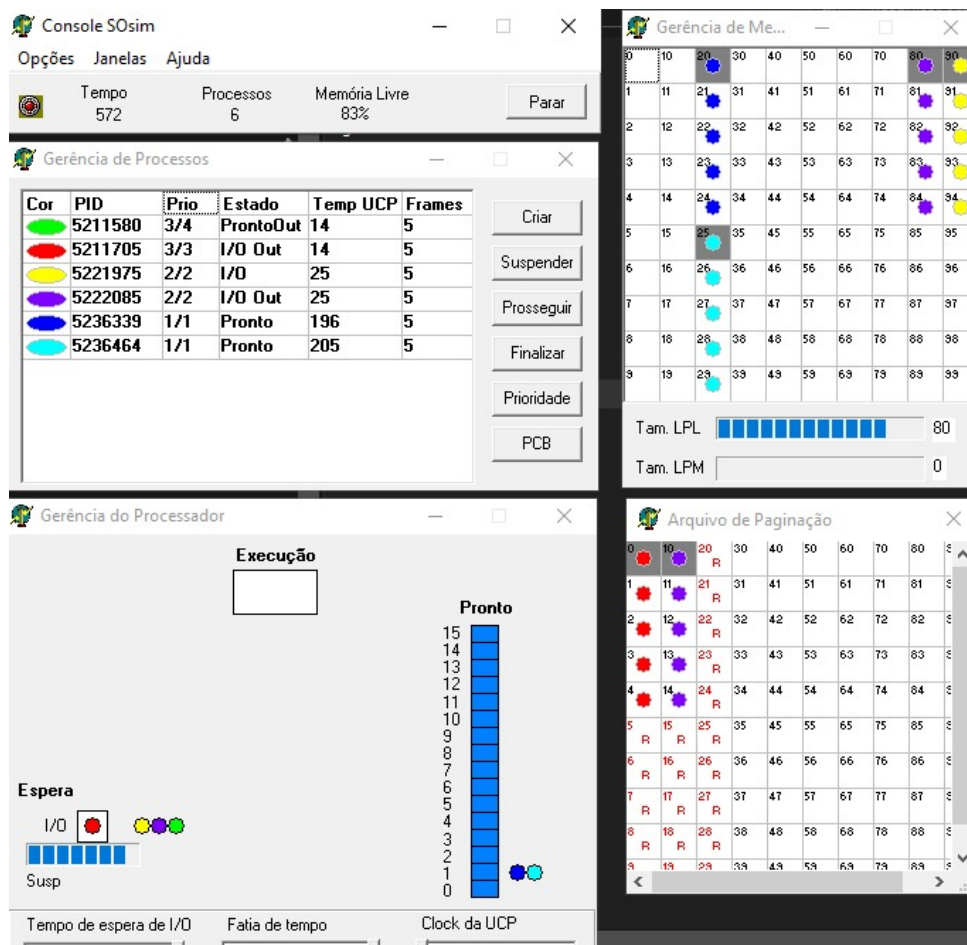 Console SOsim
Opções Janelas Ajuda
Tempo Processos Memória Livre
572 6 83%
Parar
Gerência de Processos
Cor PID Prio Estado Temp UCP Frames
5211580 3/4 ProntoOut 14 5
5211705 3/3 I/O Out 14 5
5221975 2/2 I/O 25 5
5222085 2/2 I/O Out 25 5
5236339 1/1 Pronto 196 5
5236464 1/1 Pronto 205 5
Criar
Suspender
Prosseguir
Finalizar
Prioridade
PCB
Gerência do Processador
Execução
Pronto
15
14
13
12
11
10
9
8
7
6
5
4
3
2
1
0
Espera
I/O
Susp
Tempo de espera de I/O Fatia de tempo Clock da UCP
Gerência de Me...
0 10 20 30 40 50 60 70 80 90
1 11 21 31 41 51 61 71 81 91
2 12 22 32 42 52 62 72 82 92
3 13 23 33 43 53 63 73 83 93
4 14 24 34 44 54 64 74 84 94
5 15 25 35 45 55 65 75 85 95
6 16 26 36 46 56 66 76 86 96
7 17 27 37 47 57 67 77 87 97
8 18 28 38 48 58 68 78 88 98
9 19 29 39 49 59 69 79 89 99
Tam. LPL 80
Tam. LPM 0
Arquivo de Paginação
0 10 20 R 30 40 50 60 70 80
1 11 21 R 31 41 51 61 71 81
2 12 22 R 32 42 52 62 72 82
3 13 23 R 33 43 53 63 73 83
4 14 24 R 34 44 54 64 74 84
5 R 15 R 25 R 35 45 55 65 75 85
6 R 16 R 26 R 36 46 56 66 76 86
7 R 17 R 27 R 37 47 57 67 77 87
8 R 18 R 28 R 38 48 58 68 78 88
9 19 29 39 49 59 69 79 89